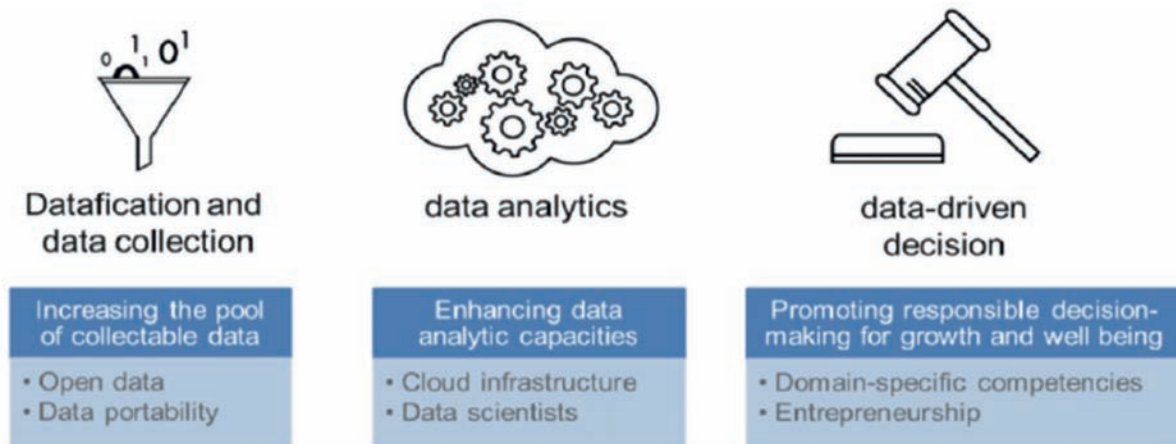 0 1 1 0 1
Datafication and
data collection
data analytics
data-driven
decision
Increasing the pool
of collectable data
• Open data
• Data portability
Enhancing data
analytic capacities
• Cloud infrastructure
• Data scientists
Promoting responsible decision-
making for growth and well being
• Domain-specific competencies
• Entrepreneurship